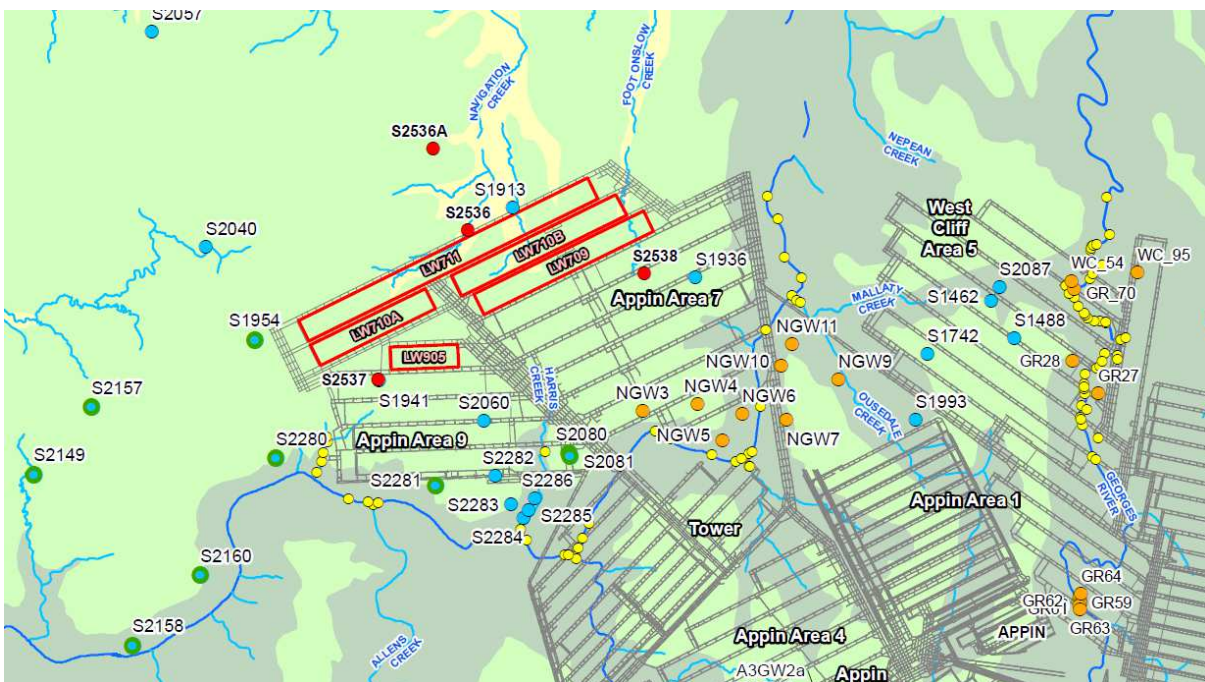 S2057
NAVIGATION
CREEK
FOOT ONSLOW
CREEK
S2536A
NEPEAN
CREEK
S1913
S2536
West
Cliff
Area 5
S2040
LW711
LW710B
LW709
S2538
S1936
Appin Area 7
WC_54
WC_95
S2087
GR_70
MALLATY
CREEK
S1462
S1954
LW710A
S1488
NGW11
S1742
LW905
NGW10
NGW9
GR28
S2537
S2157
S1941
HARRIS
CREEK
NGW3
NGW4
NGW6
GR27
S2060
OUSEDALE
CREEK
S1993
Appin Area 9
S2280
S2080
NGW5
NGW7
S2149
S2282
S2081
S2281
S2286
S2283
S2285
S2284
Appin Area 1
GEORGES
RIVER
Tower
S2160
GR64
GR62
GR59
S2158
APPIN
GR63
ALLENS
CREEK
Appin Area 4
A3GW2a
Appin